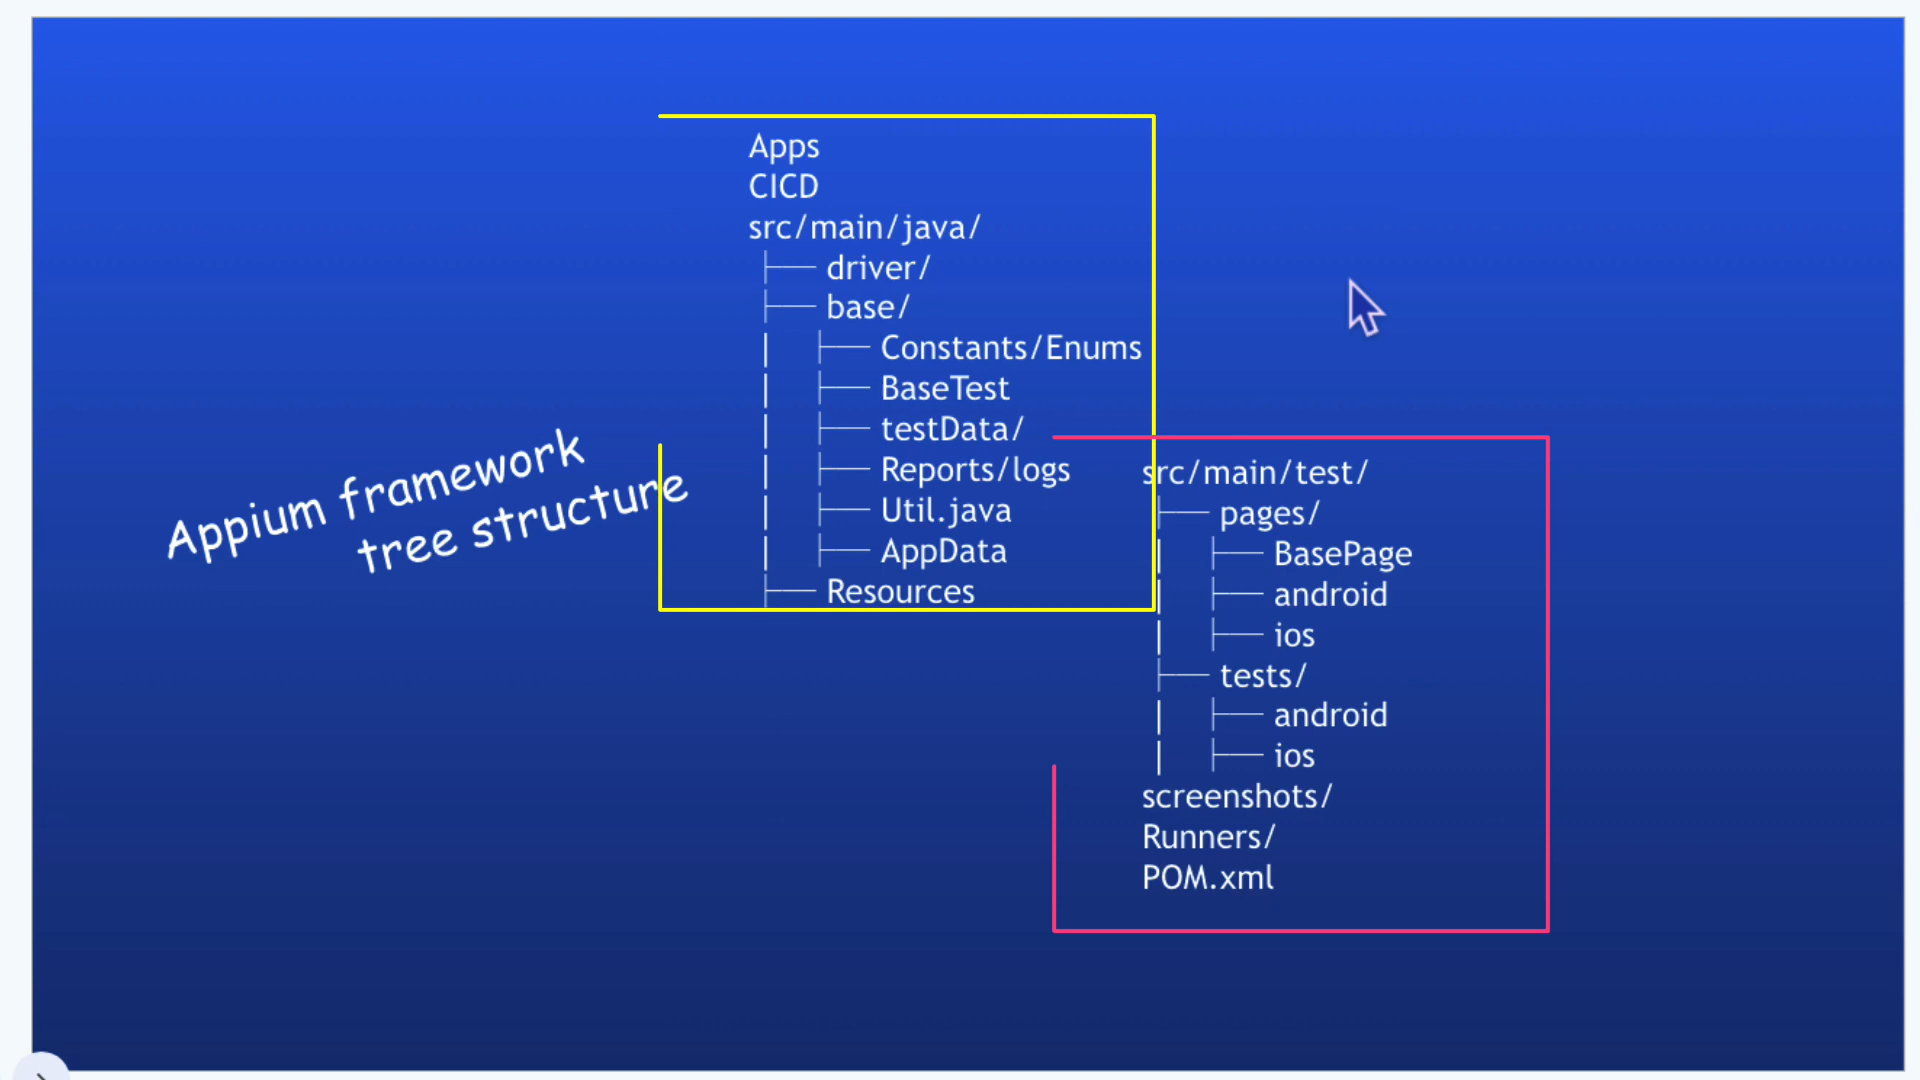 Appium framework
tree structure
Apps
CICD
src/main/java/
├── driver/
├── base/
|   ├── Constants/Enums
|   ├── BaseTest
|   ├── testData/
|   ├── Reports/logs
|   ├── Util.java
|   ├── AppData
├── Resources
src/main/test/
├── pages/
|   ├── BasePage
|   ├── android
|   ├── ios
├── tests/
|   ├── android
|   ├── ios
screenshots/
Runners/
POM.xml